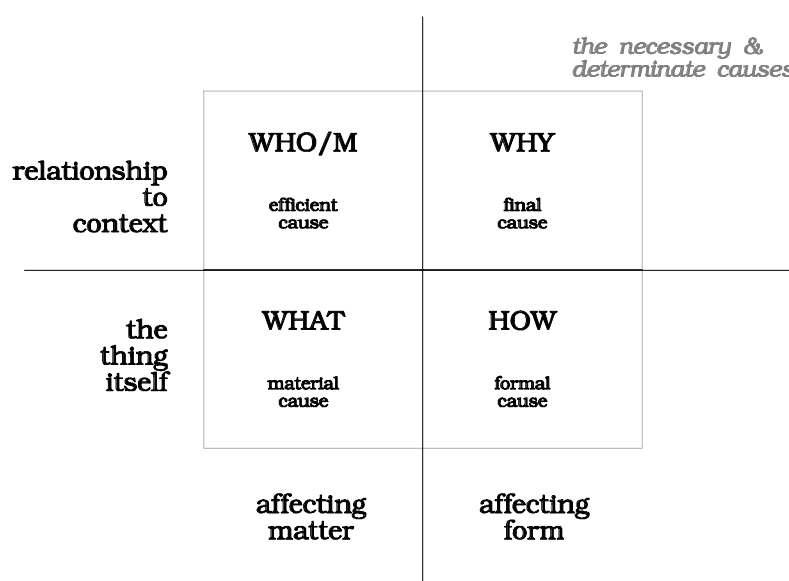 the necessary &
determinate causes
WHO/M
WHY
relationship
to
context
efficient
cause
final
cause
WHAT
HOW
the
thing
itself
material
cause
formal
cause
affecting
matter
affecting
form